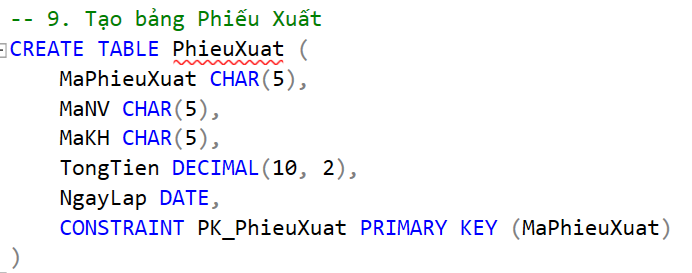 -- 9. Tạo bảng Phiếu Xuất
CREATE TABLE PhieuXuat (
    MaPhieuXuat CHAR(5),
    MaNV CHAR(5),
    MaKH CHAR(5),
    TongTien DECIMAL(10, 2),
    NgayLap DATE,
    CONSTRAINT PK_PhieuXuat PRIMARY KEY (MaPhieuXuat)
)